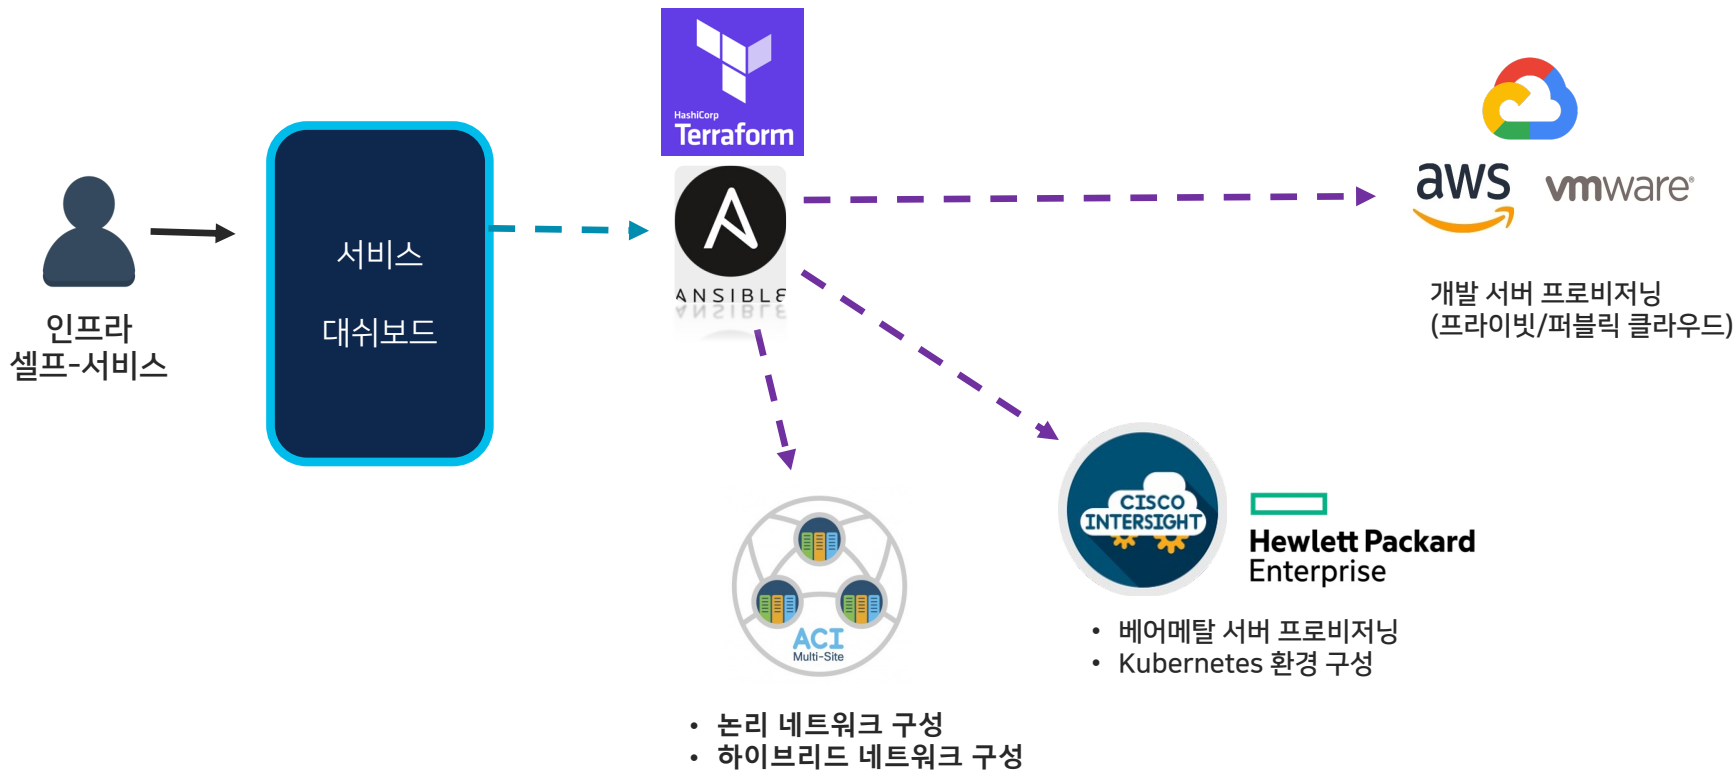 HashiCorp
Terraform
ANSIBLE
인프라
셀프-서비스
서비스
대쉬보드
aws
vmware®
개발 서버 프로비저닝
(프라이빗/퍼블릭 클라우드)
CISCO
INTERSIGHT
Hewlett Packard
Enterprise
• 베어메탈 서버 프로비저닝
• Kubernetes 환경 구성
ACI
Multi-Site
• 논리 네트워크 구성
• 하이브리드 네트워크 구성